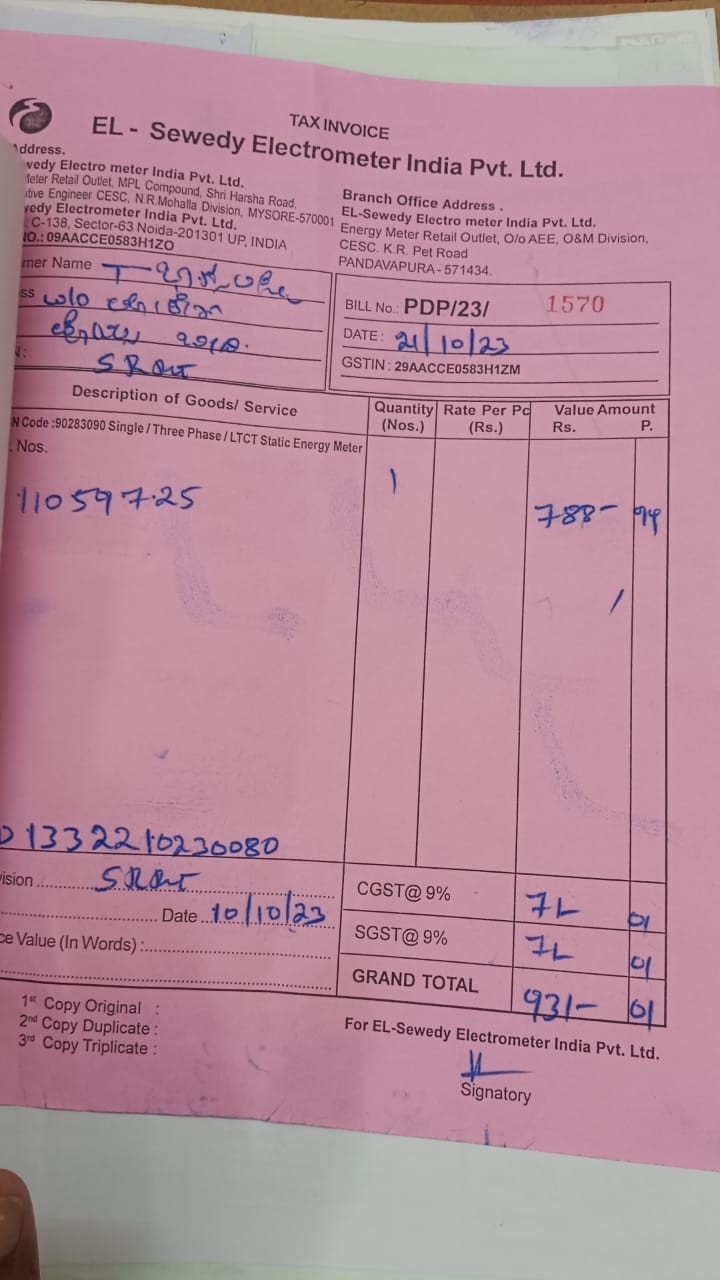 TAX INVOICE
EL - Sewedy Electrometer India Pvt. Ltd.
Address.
wedy Electro meter India Pvt. Ltd.
Meter Retail Outlet, MPL Compound, Shri Harsha Road,
tive Engineer CESC, N.R.Mohalla Division, MYSORE-570001
wedy Electrometer India Pvt. Ltd.
C-138, Sector-63 Noida-201301 UP, INDIA
NO.: 09AACCE0583H1ZO
Branch Office Address .
EL-Sewedy Electro meter India Pvt. Ltd.
Energy Meter Retail Outlet, O/o AEE, O&M Division,
CESC. K.R. Pet Road
PANDAVAPURA - 571434.
mer Name T
ss w/o
N :
BILL No.: PDP/23/ 1570
DATE : 21/10/23
GSTIN : 29AACCE0583H1ZM
Description of Goods/ Service
Quantity (Nos.)
Rate Per Pc (Rs.)
Value Amount
Rs. P.
N Code :90283090 Single / Three Phase / LTCT Static Energy Meter
. Nos.
11059725 1 788- 94
01332210230080
ision
Date 10/10/23
ce Value (In Words) :
CGST@ 9% 71 01
SGST@ 9% 71 01
GRAND TOTAL 931- 01
1st Copy Original :
2nd Copy Duplicate :
3rd Copy Triplicate :
For EL-Sewedy Electrometer India Pvt. Ltd.
Signatory